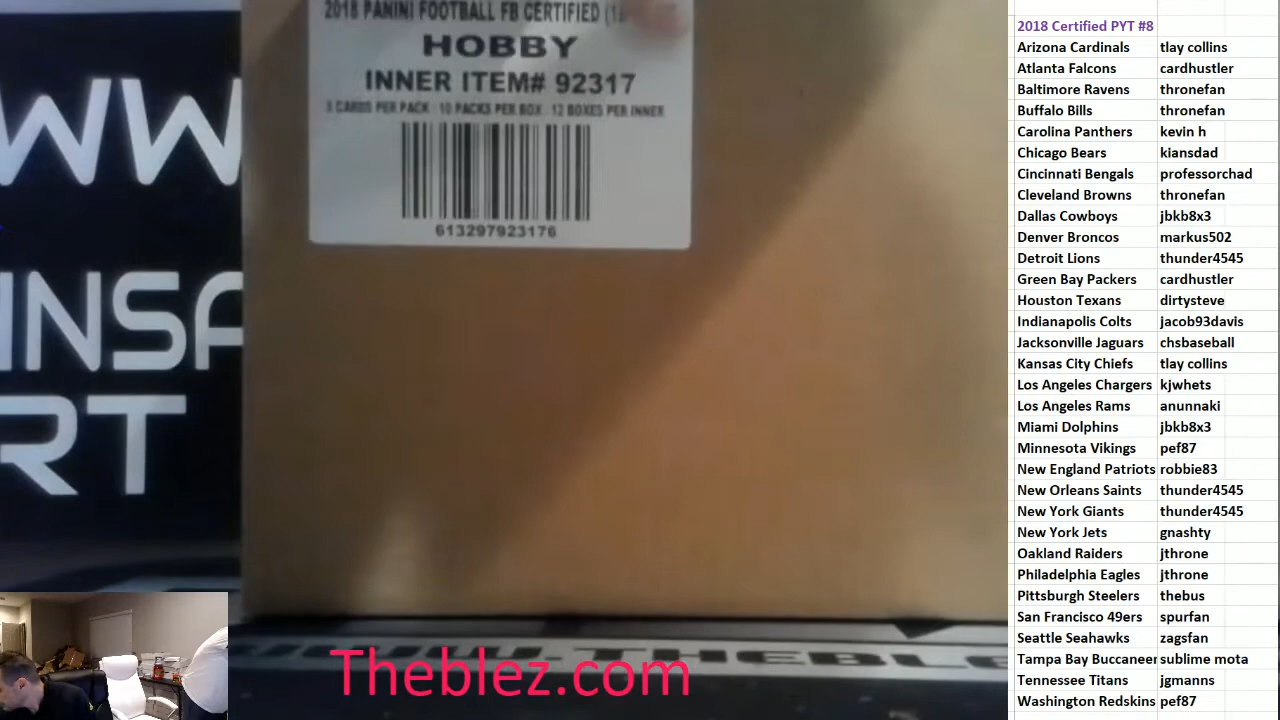 2018 PANINI FOOTBALL FB CERTIFIED
HOBBY
INNER ITEM# 92317
CARDS PER PACK 10 PACKS PER BOX 12 BOXES PER INNER
613297923176
WW
INSA
RT
WWW.THEBLE
Theblez.com
2018 Certified PYT #8
Arizona Cardinals tlay collins
Atlanta Falcons cardhustler
Baltimore Ravens thronefan
Buffalo Bills thronefan
Carolina Panthers kevin h
Chicago Bears kiansdad
Cincinnati Bengals professorchad
Cleveland Browns thronefan
Dallas Cowboys jbkb8x3
Denver Broncos markus502
Detroit Lions thunder4545
Green Bay Packers cardhustler
Houston Texans dirtysteve
Indianapolis Colts jacob93davis
Jacksonville Jaguars chsbaseball
Kansas City Chiefs tlay collins
Los Angeles Chargers kjwhets
Los Angeles Rams anunnaki
Miami Dolphins jbkb8x3
Minnesota Vikings pef87
New England Patriots robbie83
New Orleans Saints thunder4545
New York Giants thunder4545
New York Jets gnashty
Oakland Raiders jthrone
Philadelphia Eagles jthrone
Pittsburgh Steelers thebus
San Francisco 49ers spurfan
Seattle Seahawks zagsfan
Tampa Bay Buccaneer sublime mota
Tennessee Titans jgmanns
Washington Redskins pef87